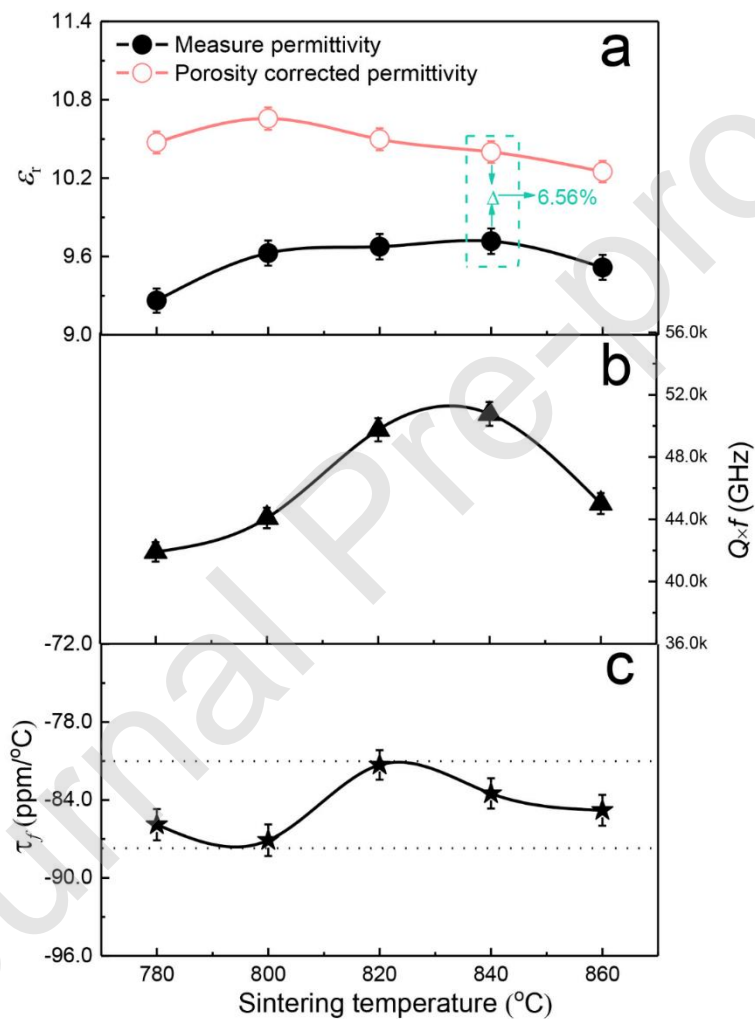 11.4
10.8
10.2
9.6
9.0
εr
Measure permittivity
Porosity corrected permittivity
a
Δ
6.56%
b
56.0k
52.0k
48.0k
44.0k
40.0k
36.0k
Q×f (GHz)
c
-72.0
-78.0
-84.0
-90.0
-96.0
τf (ppm/°C)
780 800 820 840 860
Sintering temperature (°C)
urnal Pre-pro